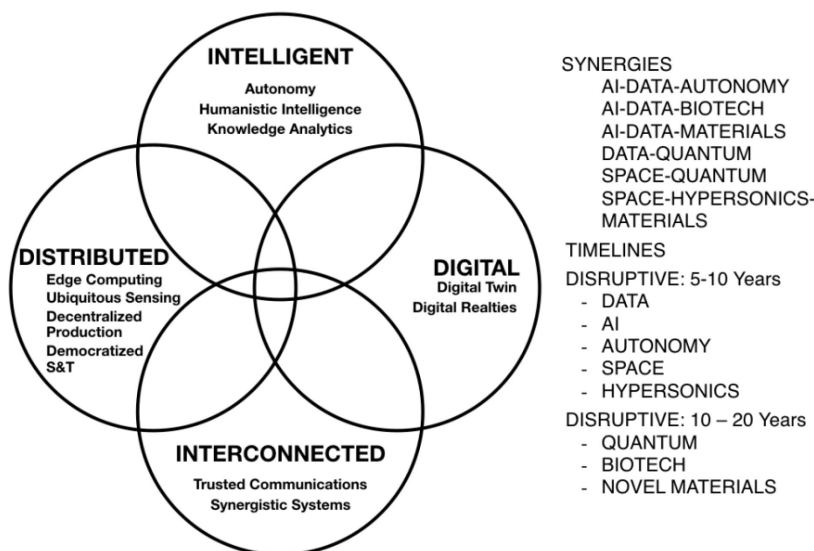 INTELLIGENT
Autonomy
Humanistic Intelligence
Knowledge Analytics
DISTRIBUTED
Edge Computing
Ubiquitous Sensing
Decentralized
Production
Democratized
S&T
DIGITAL
Digital Twin
Digital Realties
INTERCONNECTED
Trusted Communications
Synergistic Systems
SYNERGIES
AI-DATA-AUTONOMY
AI-DATA-BIOTECH
AI-DATA-MATERIALS
DATA-QUANTUM
SPACE-QUANTUM
SPACE-HYPERSONICS-
MATERIALS
TIMELINES
DISRUPTIVE: 5-10 Years
- DATA
- AI
- AUTONOMY
- SPACE
- HYPERSONICS
DISRUPTIVE: 10 – 20 Years
- QUANTUM
- BIOTECH
- NOVEL MATERIALS